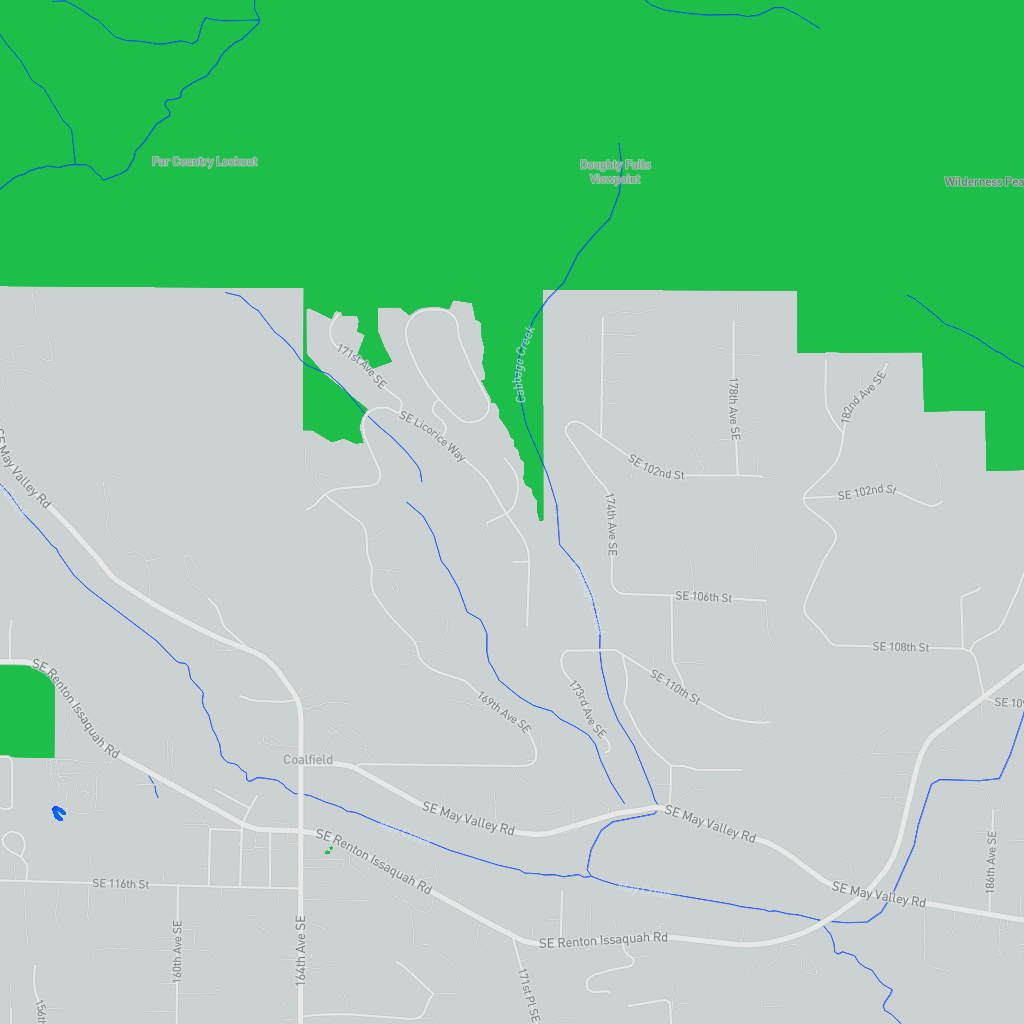 Far Country Lookout
Doughty Falls
Viewpoint
Wilderness Pea
Cabbage Creek
171st Ave SE
SE Licorice Way
178th Ave SE
182nd Ave SE
SE May Valley Rd
SE 102nd St
SE 102nd St
174th Ave SE
SE 106th St
SE 108th St
SE Renton Issaquah Rd
169th Ave SE
173rd Ave SE
SE 110th St
SE 109
Coalfield
SE May Valley Rd
SE May Valley Rd
SE Renton Issaquah Rd
186th Ave SE
SE May Valley Rd
SE 116th St
160th Ave SE
164th Ave SE
SE Renton Issaquah Rd
171st Pl SE
159th